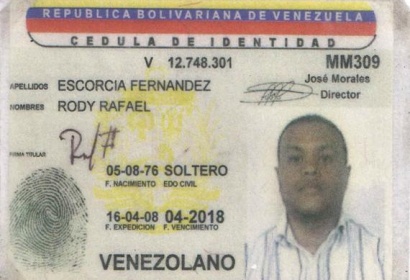 REPUBLICA BOLIVARIANA DE VENEZUELA
CEDULA DE IDENTIDAD
V 12.748.301 MM309
José Morales
Director
APELLIDOS ESCORCIA FERNANDEZ
NOMBRES RODY RAFAEL
FIRMA TITULAR
05-08-76 SOLTERO
F. NACIMIENTO EDO CIVIL
16-04-08 04-2018
F. EXPEDICION F. VENCIMIENTO
VENEZOLANO